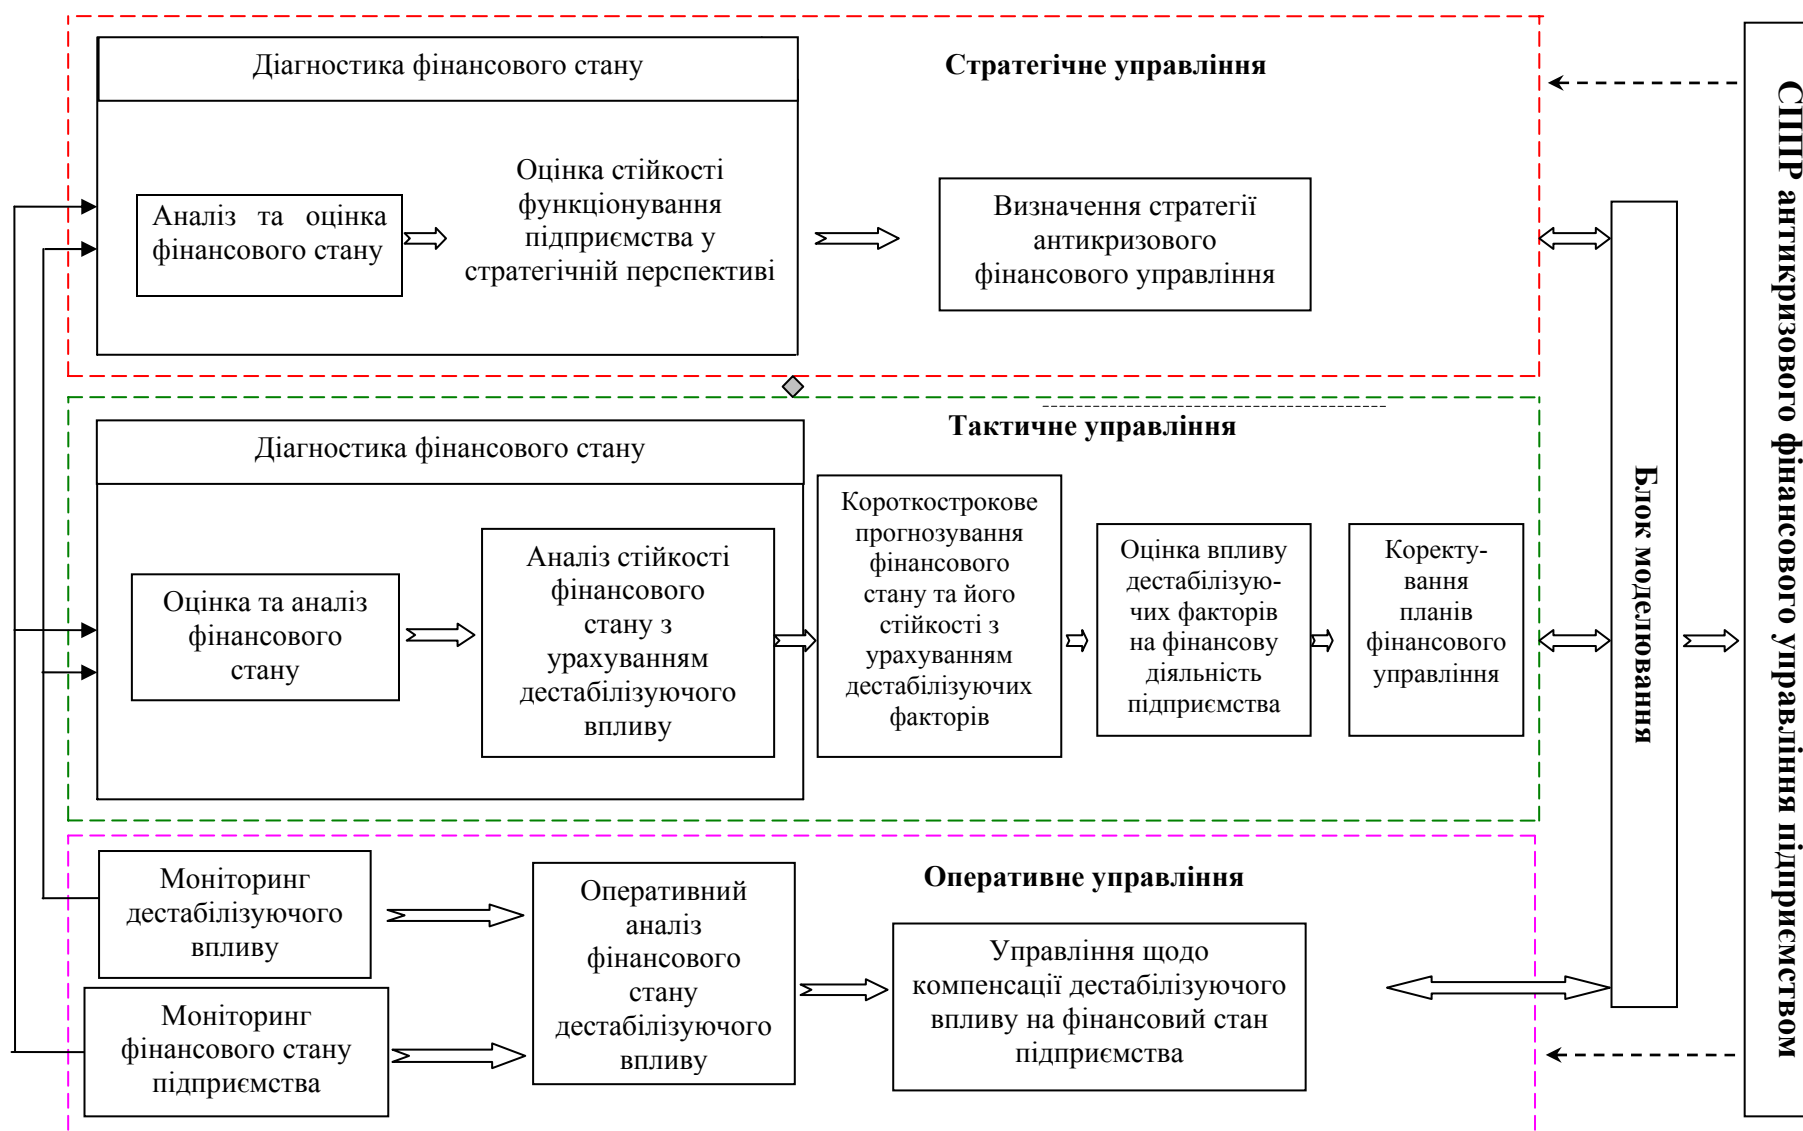 Діагностика фінансового стану
Стратегічне управління
Аналіз та оцінка
фінансового стану
Оцінка стійкості
функціонування
підприємства у
стратегічній перспективі
Визначення стратегії
антикризового
фінансового управління
Діагностика фінансового стану
Тактичне управління
Оцінка та аналіз
фінансового
стану
Аналіз стійкості
фінансового
стану з
урахуванням
дестабілізуючого
впливу
Короткострокове
прогнозування
фінансового
стану та його
стійкості з
урахуванням
дестабілізуючих
факторів
Оцінка впливу
дестабілізую-
чих факторів
на фінансову
діяльність
підприємства
Коректу-
вання
планів
фінансового
управління
Моніторинг
дестабілізуючого
впливу
Моніторинг
фінансового стану
підприємства
Оперативний
аналіз
фінансового
стану
дестабілізуючого
впливу
Оперативне управління
Управління щодо
компенсації дестабілізуючого
впливу на фінансовий стан
підприємства
Блок моделювання
СППР антикризового фінансового управління підприємством